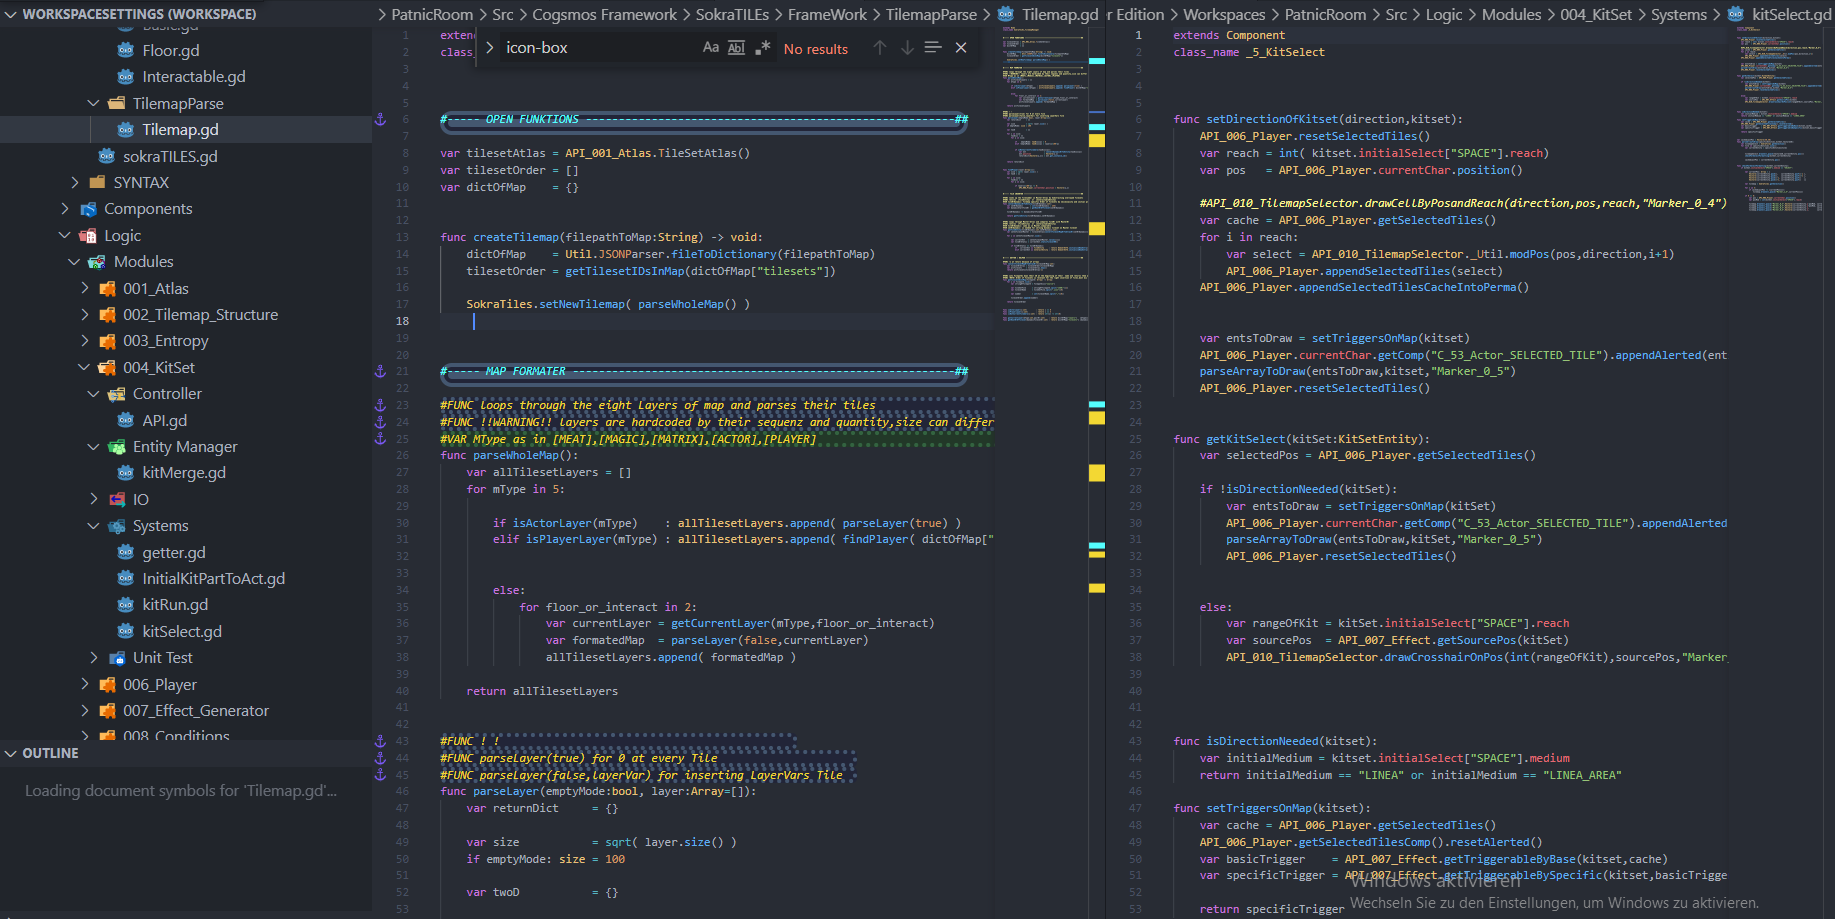 WORKSPACESETTINGS (WORKSPACE)
Floor.gd
Interactable.gd
TilemapParse
Tilemap.gd
sokraTILES.gd
SYNTAX
Components
Logic
Modules
001_Atlas
002_Tilemap_Structure
003_Entropy
004_KitSet
Controller
API.gd
Entity Manager
kitMerge.gd
IO
Systems
getter.gd
InitialKitPartToAct.gd
kitRun.gd
kitSelect.gd
Unit Test
006_Player
007_Effect_Generator
008_Conditions
OUTLINE
Loading document symbols for 'Tilemap.gd'...
PatnicRoom > Src > Cogsmos Framework > SokraTILEs > FrameWork > TilemapParse > Tilemap.gd
icon-box Aa Abl .* No results
1 exten
2 class_
3
4
5
6 #----- OPEN FUNKTIONS --------------------------------------------------------##
7
8 var tilesetAtlas = API_001_Atlas.TileSetAtlas()
9 var tilesetOrder = []
10 var dictOfMap = {}
11
12
13 func createTilemap(filepathToMap:String) -> void:
14 dictOfMap = Util.JSONParser.fileToDictionary(filepathToMap)
15 tilesetOrder = getTilesetIDsInMap(dictOfMap["tilesets"])
16
17 SokraTiles.setNewTilemap( parseWholeMap() )
18
19
20
21 #----- MAP FORMATER ----------------------------------------------------------##
22
23 #FUNC loops through the eight Layers of map and parses their tiles
24 #FUNC !!WARNING!! layers are hardcoded by their sequenz and quantity,size can differ
25 #VAR MType as in [MEAT],[MAGIC],[MATRIX],[ACTOR],[PLAYER]
26 func parseWholeMap():
27 var allTilesetLayers = []
28 for mType in 5:
29
30 if isActorLayer(mType) : allTilesetLayers.append( parseLayer(true) )
31 elif isPlayerLayer(mType) : allTilesetLayers.append( findPlayer( dictOfMap["
32
33
34 else:
35 for floor_or_interact in 2:
36 var currentLayer = getCurrentLayer(mType,floor_or_interact)
37 var formatedMap = parseLayer(false,currentLayer)
38 allTilesetLayers.append( formatedMap )
39
40 return allTilesetLayers
41
42
43 #FUNC ! !
44 #FUNC parseLayer(true) for 0 at every Tile
45 #FUNC parseLayer(false,layerVar) for inserting LayerVars Tile
46 func parseLayer(emptyMode:bool, layer:Array=[]):
47 var returnDict = {}
48
49 var size = sqrt( layer.size() )
50 if emptyMode: size = 100
51
52 var twoD = {}
53
er Edition > Workspaces > PatnicRoom > Src > Logic > Modules > 004_KitSet > Systems > kitSelect.gd
1 extends Component
2 class_name _5_KitSelect
3
4
5
6 func setDirectionOfKitset(direction,kitset):
7 API_006_Player.resetSelectedTiles()
8 var reach = int( kitset.initialSelect["SPACE"].reach)
9 var pos = API_006_Player.currentChar.position()
10
11 #API_010_TilemapSelector.drawCellByPosandReach(direction,pos,reach,"Marker_0_4")
12 var cache = API_006_Player.getSelectedTiles()
13 for i in reach:
14 var select = API_010_TilemapSelector._Util.modPos(pos,direction,i+1)
15 API_006_Player.appendSelectedTiles(select)
16 API_006_Player.appendSelectedTilesCacheIntoPerma()
17
18
19 var entsToDraw = setTriggersOnMap(kitset)
20 API_006_Player.currentChar.getComp("C_53_Actor_SELECTED_TILE").appendAlerted(ent
21 parseArrayToDraw(entsToDraw,kitset,"Marker_0_5")
22 API_006_Player.resetSelectedTiles()
23
24
25 func getKitSelect(kitSet:KitSetEntity):
26 var selectedPos = API_006_Player.getSelectedTiles()
27
28 if !isDirectionNeeded(kitSet):
29 var entsToDraw = setTriggersOnMap(kitSet)
30 API_006_Player.currentChar.getComp("C_53_Actor_SELECTED_TILE").appendAlerted
31 parseArrayToDraw(entsToDraw,kitSet,"Marker_0_5")
32 API_006_Player.resetSelectedTiles()
33
34
35 else:
36 var rangeOfKit = kitSet.initialSelect["SPACE"].reach
37 var sourcePos = API_007_Effect.getSourcePos(kitSet)
38 API_010_TilemapSelector.drawCrosshairOnPos(int(rangeOfKit),sourcePos,"Marker_
39
40
41
42
43 func isDirectionNeeded(kitset):
44 var initialMedium = kitset.initialSelect["SPACE"].medium
45 return initialMedium == "LINEA" or initialMedium == "LINEA_AREA"
46
47 func setTriggersOnMap(kitset):
48 var cache = API_006_Player.getSelectedTiles()
49 API_006_Player.getSelectedTilesComp().resetAlerted()
50 var basicTrigger = API_007_Effect.getTriggerableByBase(kitset,cache)
51 var specificTrigger = API_007_Effect.getTriggerableBySpecific(kitset,basicTrigge
52
53 return specificTrigger
Windows aktivieren
Wechseln Sie zu den Einstellungen, um Windows zu aktivieren.